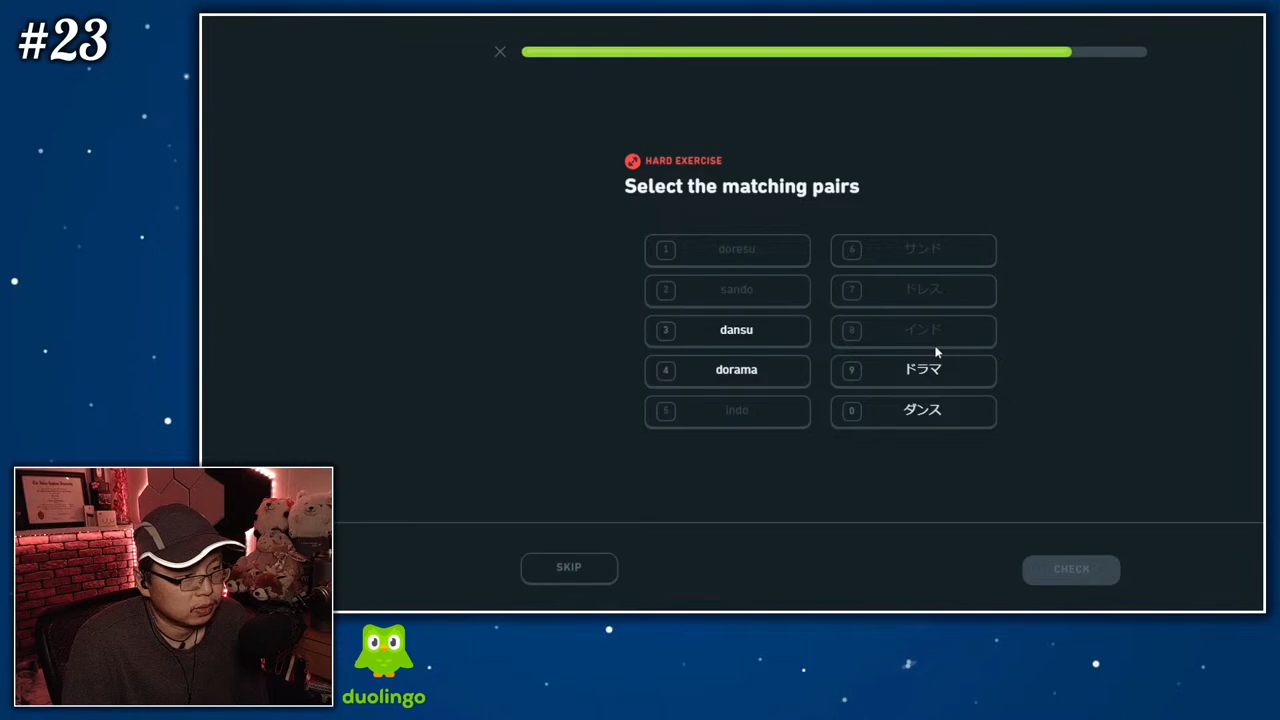 #23
HARD EXERCISE
Select the matching pairs
1 doresu
6 サンド
2 sando
7 ドレス
3 dansu
8 インド
4 dorama
9 ドラマ
5 indo
0 ダンス
SKIP
CHECK
duolingo